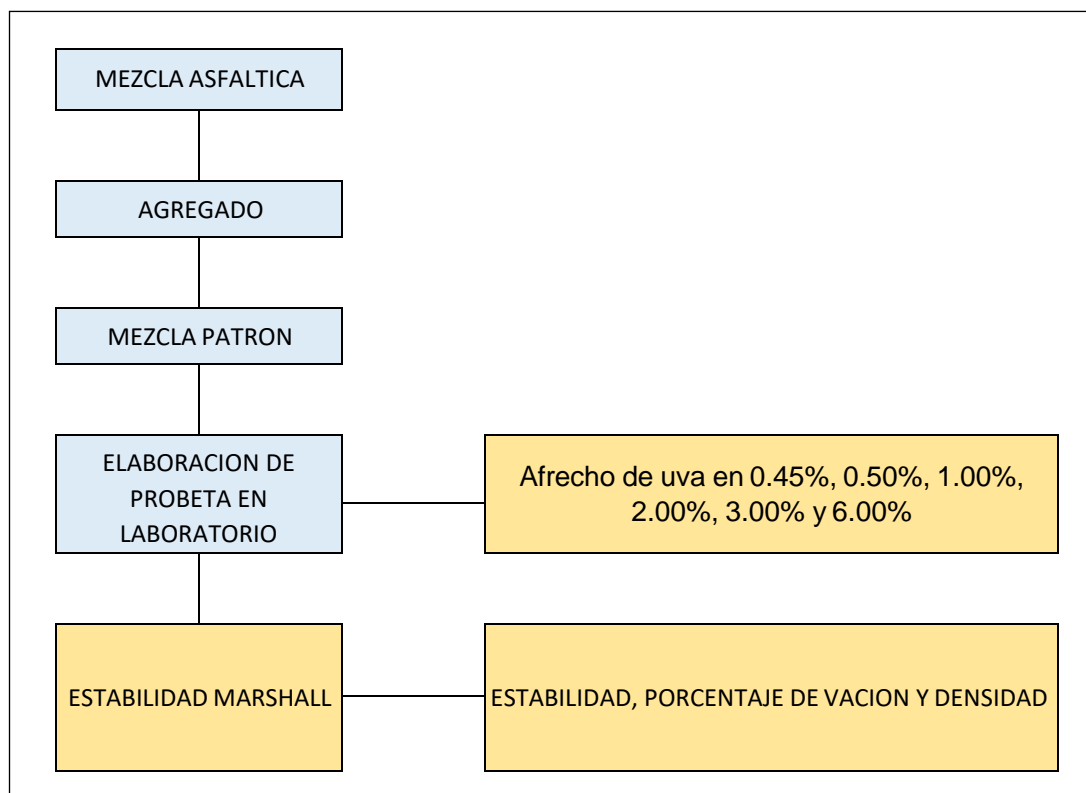 MEZCLA ASFALTICA
AGREGADO
MEZCLA PATRON
ELABORACION DE
PROBETA EN
LABORATORIO
Afrecho de uva en 0.45%, 0.50%, 1.00%,
2.00%, 3.00% y 6.00%
ESTABILIDAD MARSHALL
ESTABILIDAD, PORCENTAJE DE VACION Y DENSIDAD